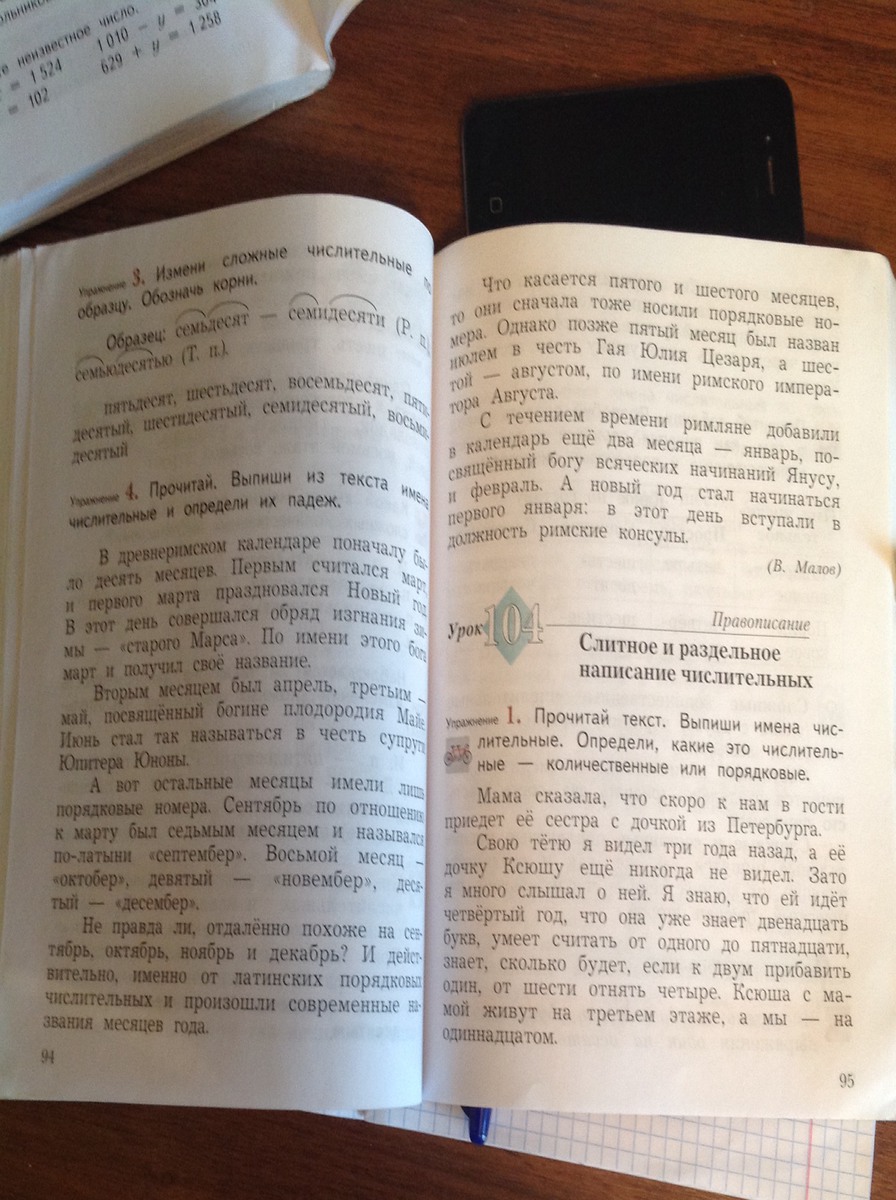 ольников
те неизвестное число.
= 1 524 1 010 − y = 304
= 102 629 + y = 1 258
Упражнение 3. Измени сложные числительные по
образцу. Обозначь корни.
Образец: семьдесят — семидесяти (Р. п.),
семьюдесятью (Т. п.).
пятьдесят, шестьдесят, восемьдесят, пяти-
десятый, шестидесятый, семидесятый, восьми-
десятый
Упражнение 4. Прочитай. Выпиши из текста имена
числительные и определи их падеж.
В древнеримском календаре поначалу бы-
ло десять месяцев. Первым считался март,
и первого марта праздновался Новый год.
В этот день совершался обряд изгнания зи-
мы — «старого Марса». По имени этого бога
март и получил своё название.
Вторым месяцем был апрель, третьим —
май, посвящённый богине плодородия Майе.
Июнь стал так называться в честь супруги
Юпитера Юноны.
А вот остальные месяцы имели лишь
порядковые номера. Сентябрь по отношению
к марту был седьмым месяцем и назывался
по-латыни «септембер». Восьмой месяц —
«октобер», девятый — «новембер», деся-
тый — «десембер».
Не правда ли, отдалённо похоже на сен-
тябрь, октябрь, ноябрь и декабрь? И дейст-
вительно, именно от латинских порядковых
числительных и произошли современные на-
звания месяцев года.
94
Что касается пятого и шестого месяцев,
то они сначала тоже носили порядковые но-
мера. Однако позже пятый месяц был назван
июлем в честь Гая Юлия Цезаря, а шес-
той — августом, по имени римского импера-
тора Августа.
С течением времени римляне добавили
в календарь ещё два месяца — январь, по-
свящённый богу всяческих начинаний Янусу,
и февраль. А новый год стал начинаться
первого января: в этот день вступали в
должность римские консулы.
(В. Малов)
Урок 104 Правописание
Слитное и раздельное
написание числительных
Упражнение 1. Прочитай текст. Выпиши имена чис-
лительные. Определи, какие это числитель-
ные — количественные или порядковые.
Мама сказала, что скоро к нам в гости
приедет её сестра с дочкой из Петербурга.
Свою тётю я видел три года назад, а её
дочку Ксюшу ещё никогда не видел. Зато
я много слышал о ней. Я знаю, что ей идёт
четвёртый год, что она уже знает двенадцать
букв, умеет считать от одного до пятнадцати,
знает, сколько будет, если к двум прибавить
один, от шести отнять четыре. Ксюша с ма-
мой живут на третьем этаже, а мы — на
одиннадцатом.
95